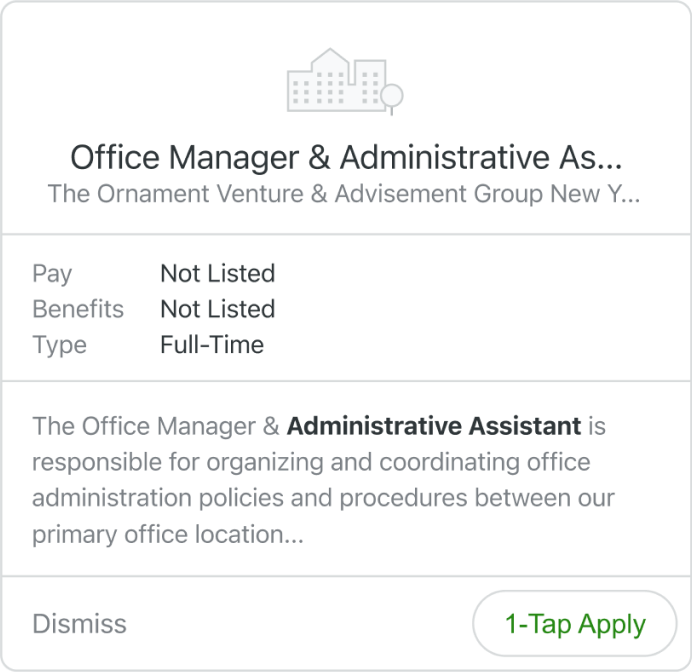 Office Manager & Administrative As...
The Ornament Venture & Advisement Group New Y...
Pay Not Listed
Benefits Not Listed
Type Full-Time
The Office Manager & Administrative Assistant is
responsible for organizing and coordinating office
administration policies and procedures between our
primary office location...
Dismiss 1-Tap Apply